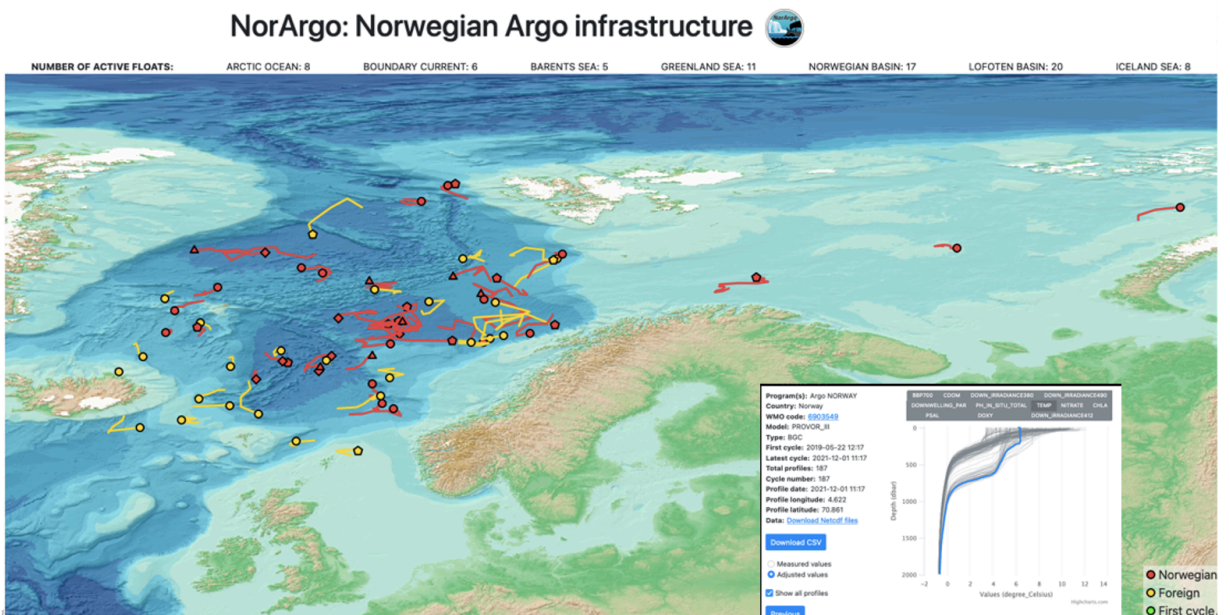 NorArgo: Norwegian Argo infrastructure
NorArgo
NUMBER OF ACTIVE FLOATS: ARCTIC OCEAN: 8 BOUNDARY CURRENT: 6 BARENTS SEA: 5 GREENLAND SEA: 11 NORWEGIAN BASIN: 17 LOFOTEN BASIN: 20 ICELAND SEA: 8
Program(s): Argo NORWAY
Country: Norway
WMO code: 6903549
Model: PROVOR_III
Type: BGC
First cycle: 2019-05-22 12:17
Latest cycle: 2021-12-01 11:17
Total profiles: 187
Cycle number: 187
Profile date: 2021-12-01 11:17
Profile longitude: 4.622
Profile latitude: 70.861
Data: Download Netcdf files
Download CSV
Measured values
Adjusted values
Show all profiles
Previous
BBP700 CDOM DOWN_IRRADIANCE380 DOWN_IRRADIANCE490
DOWNWELLING_PAR PH_IN_SITU_TOTAL TEMP NITRATE CHLA
PSAL DOXY DOWN_IRRADIANCE412
0
500
1000
1500
2000
Depth (dbar)
-2 0 2 4 6 8 10 12 14
Values (degree_Celsius)
Highcharts.com
Norwegian
Foreign
First cycle